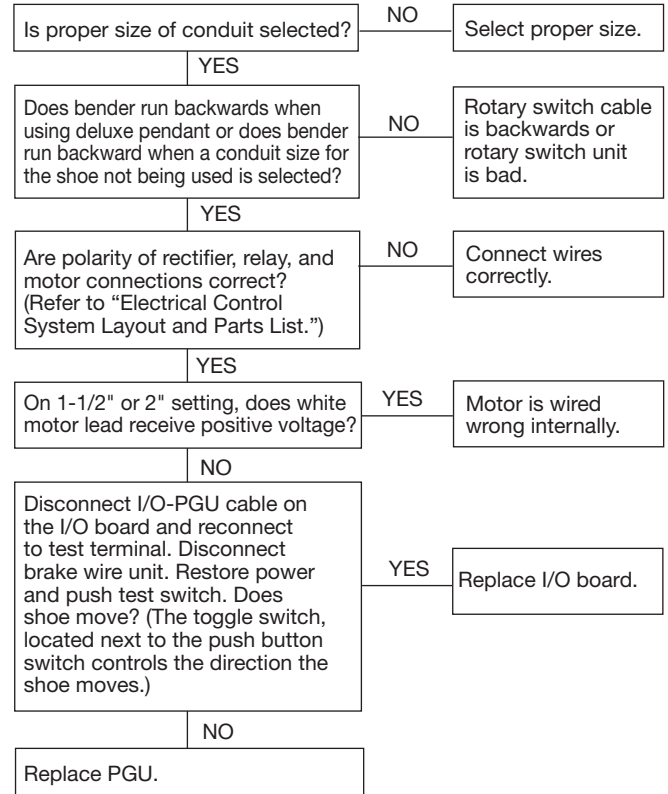 Is proper size of conduit selected?
NO
Select proper size.
YES
Does bender run backwards when
using deluxe pendant or does bender
run backward when a conduit size for
the shoe not being used is selected?
NO
Rotary switch cable
is backwards or
rotary switch unit
is bad.
YES
Are polarity of rectifier, relay, and
motor connections correct?
(Refer to “Electrical Control
System Layout and Parts List.”)
NO
Connect wires
correctly.
YES
On 1-1/2" or 2" setting, does white
motor lead receive positive voltage?
YES
Motor is wired
wrong internally.
NO
Disconnect I/O-PGU cable on
the I/O board and reconnect
to test terminal. Disconnect
brake wire unit. Restore power
and push test switch. Does
shoe move? (The toggle switch,
located next to the push button
switch controls the direction the
shoe moves.)
YES
Replace I/O board.
NO
Replace PGU.